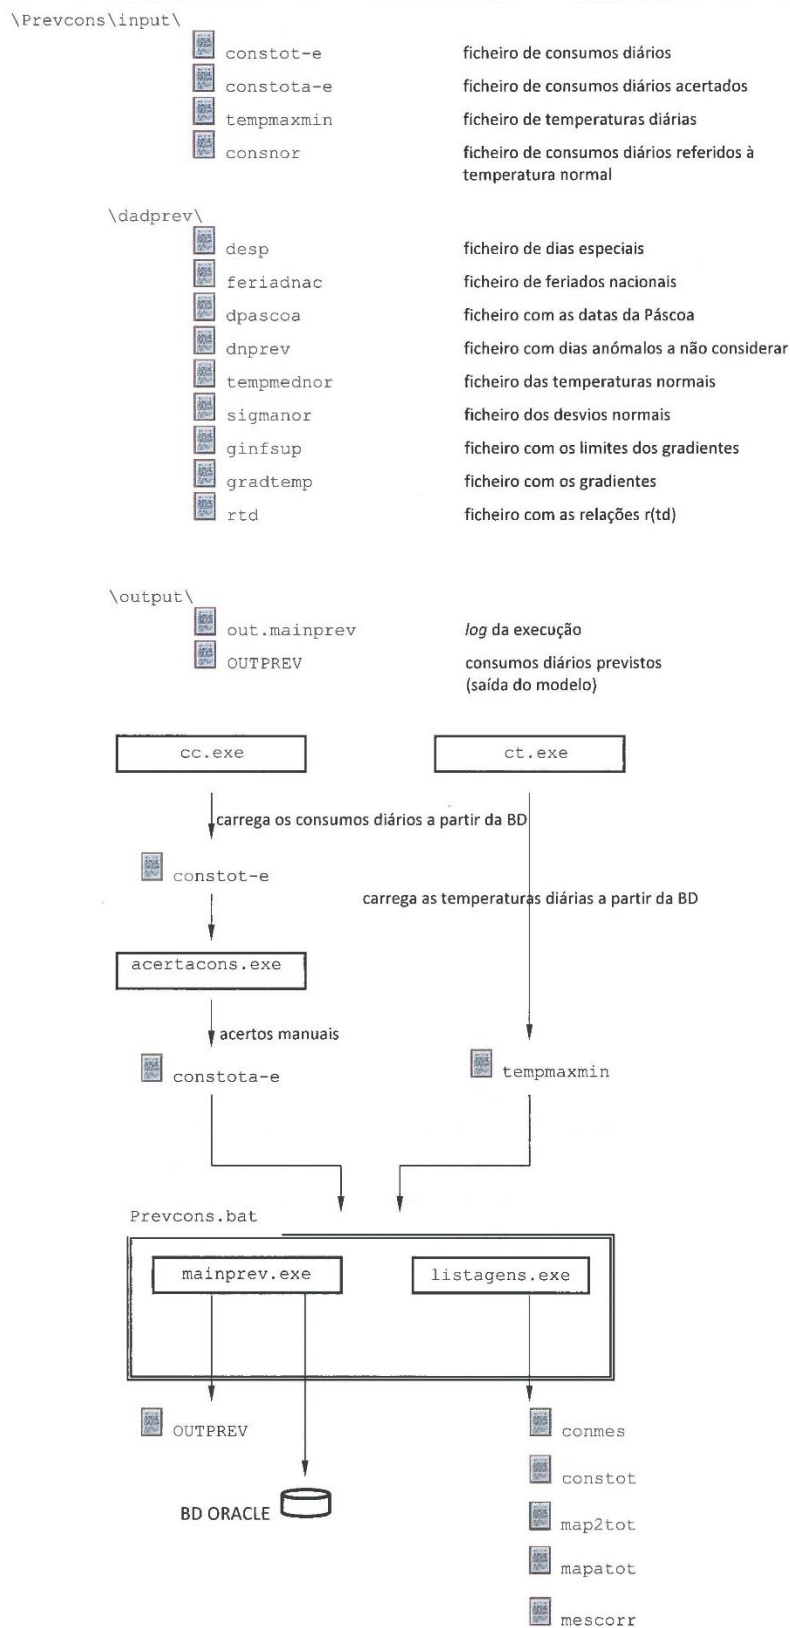 \Prevcons\input\
constot-e ficheiro de consumos diários
constota-e ficheiro de consumos diários acertados
tempmaxmin ficheiro de temperaturas diárias
consnor ficheiro de consumos diários referidos à
temperatura normal
\dadprev\
desp ficheiro de dias especiais
feriadnac ficheiro de feriados nacionais
dpascoa ficheiro com as datas da Páscoa
dnprev ficheiro com dias anómalos a não considerar
tempmednor ficheiro das temperaturas normais
sigmanor ficheiro dos desvios normais
ginfsup ficheiro com os limites dos gradientes
gradtemp ficheiro com os gradientes
rtd ficheiro com as relações r(td)
\output\
out.mainprev log da execução
OUTPREV consumos diários previstos
(saída do modelo)
cc.exe ct.exe
carrega os consumos diários a partir da BD
constot-e
carrega as temperaturas diárias a partir da BD
acertacons.exe
acertos manuais
constota-e tempmaxmin
Prevcons.bat
mainprev.exe listagens.exe
OUTPREV conmes
constot
BD ORACLE map2tot
mapatot
mescorr